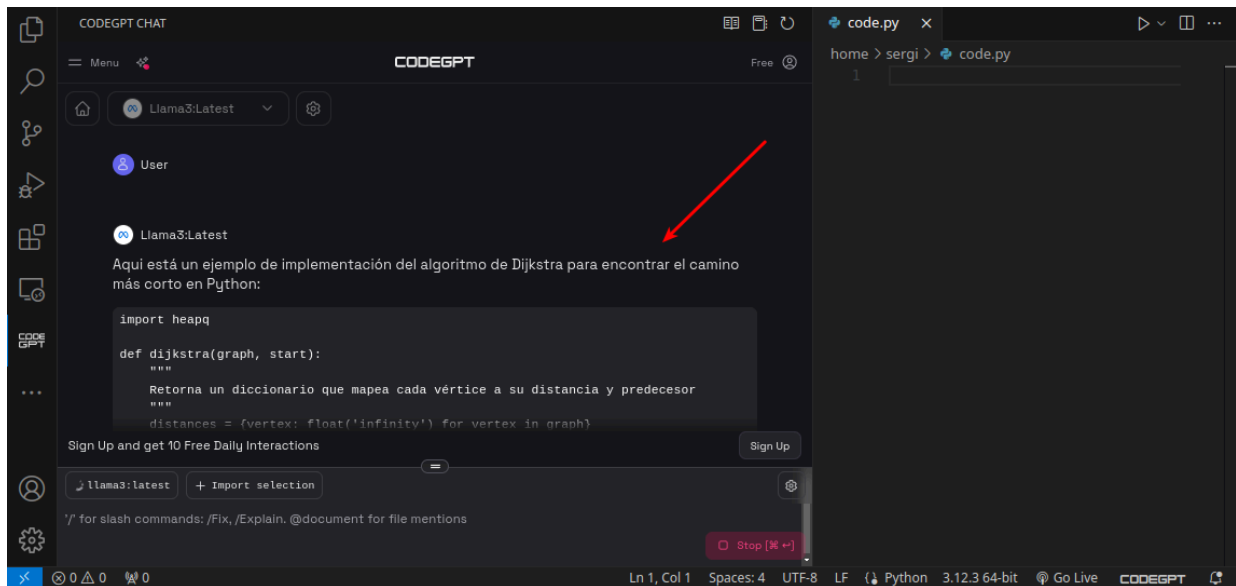 CODEGPT CHAT
code.py
Menu
CODEGPT
Free
home > sergi > code.py
1
Llama3:Latest
User
Llama3:Latest
Aqui está un ejemplo de implementación del algoritmo de Dijkstra para encontrar el camino
más corto en Python:
import heapq
def dijkstra(graph, start):
"""
Retorna un diccionario que mapea cada vértice a su distancia y predecesor
"""
distances = {vertex: float('infinity') for vertex in graph}
CODE
GPT
Sign Up and get 10 Free Daily Interactions
Sign Up
llama3:latest
+ Import selection
'/' for slash commands: /Fix, /Explain. @document for file mentions
Stop [⌘ ↵]
0 0 0
Ln 1, Col 1 Spaces: 4 UTF-8 LF Python 3.12.3 64-bit Go Live CODEGPT